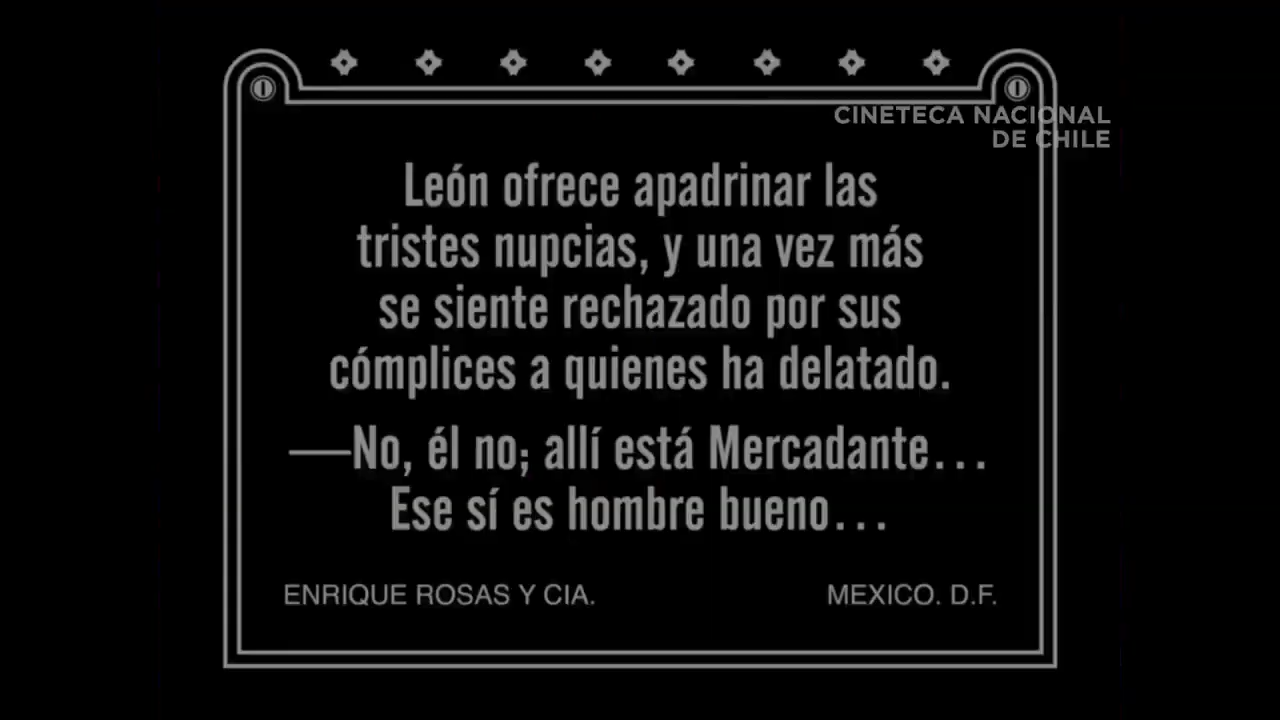 CINETECA NACIONAL
DE CHILE
León ofrece apadrinar las
tristes nupcias, y una vez más
se siente rechazado por sus
cómplices a quienes ha delatado.
—No, él no; allí está Mercadante...
Ese sí es hombre bueno...
ENRIQUE ROSAS Y CIA. MEXICO. D.F.